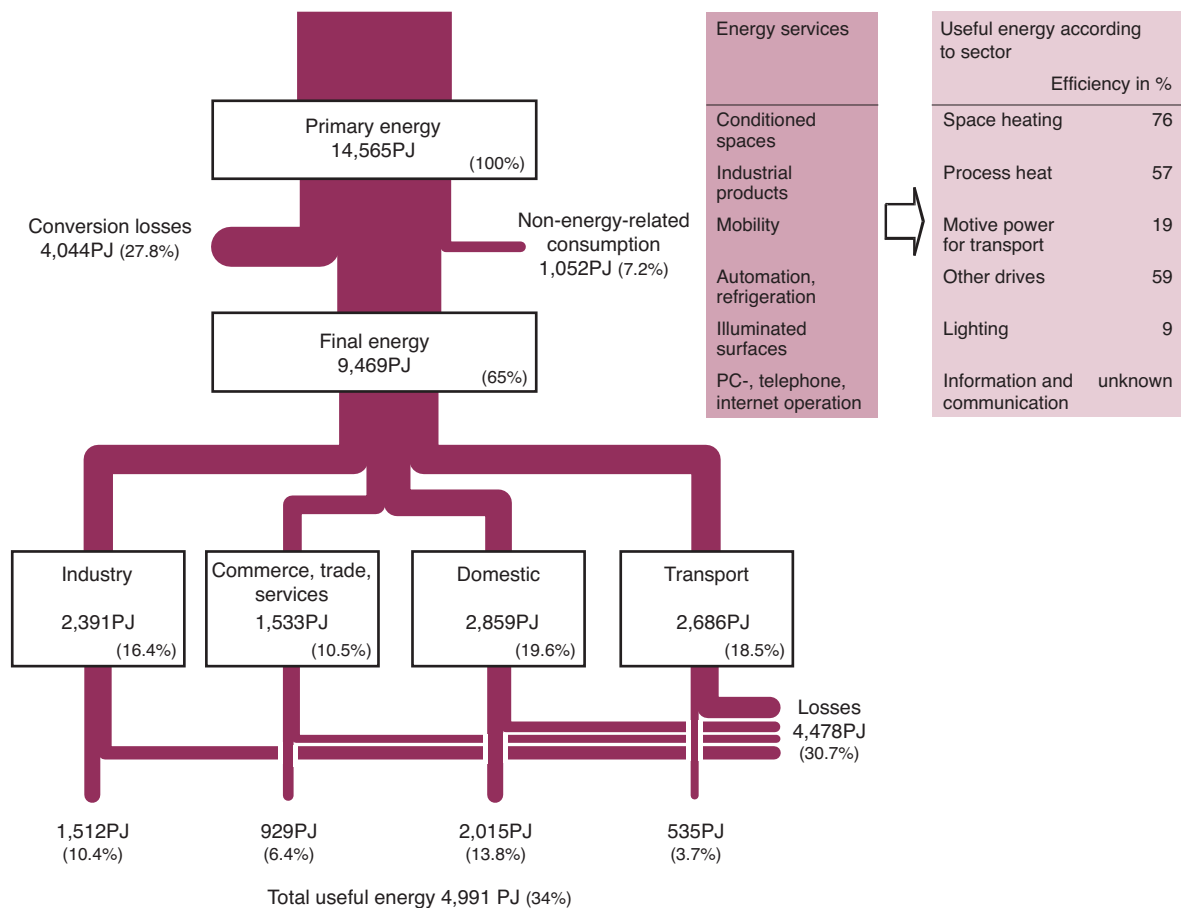 Primary energy
14,565PJ
(100%)
Conversion losses
4,044PJ (27.8%)
Non-energy-related
consumption
1,052PJ (7.2%)
Final energy
9,469PJ
(65%)
Industry
2,391PJ
(16.4%)
Commerce, trade,
services
1,533PJ
(10.5%)
Domestic
2,859PJ
(19.6%)
Transport
2,686PJ
(18.5%)
Losses
4,478PJ
(30.7%)
1,512PJ
(10.4%)
929PJ
(6.4%)
2,015PJ
(13.8%)
535PJ
(3.7%)
Total useful energy 4,991 PJ (34%)
Energy services
Conditioned
spaces
Industrial
products
Mobility
Automation,
refrigeration
Illuminated
surfaces
PC-, telephone,
internet operation
Useful energy according
to sector
Efficiency in %
Space heating 76
Process heat 57
Motive power 19
for transport
Other drives 59
Lighting 9
Information and unknown
communication